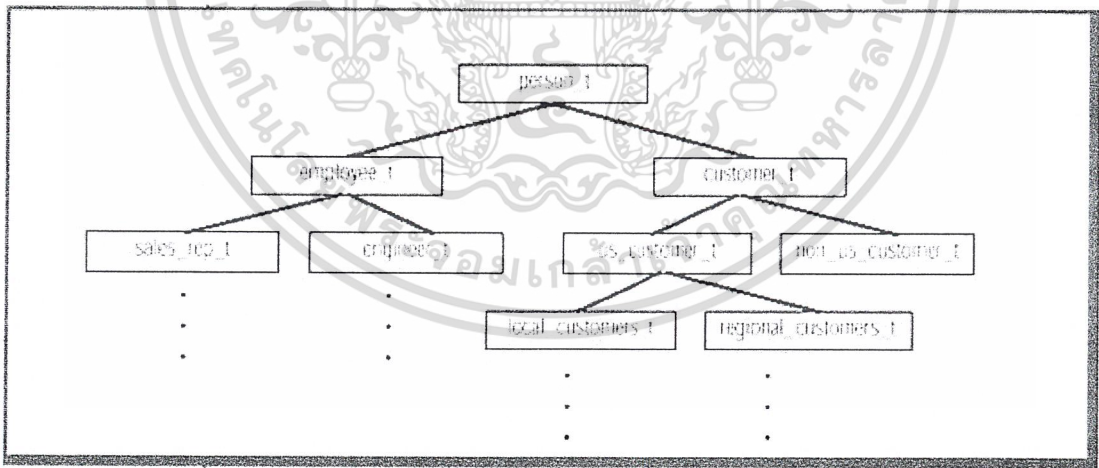 person_t
employee_t customer_t
sales_rep_t engineer_t us_customer_t non_us_customer_t
local_customers_t regional_customers_t